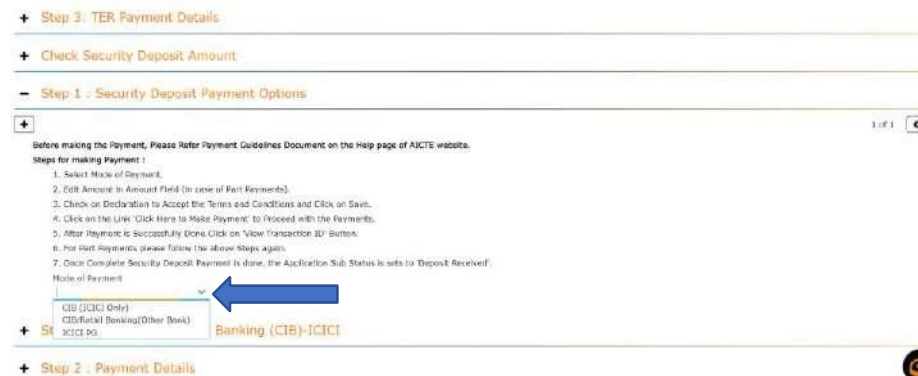 + Step 3: TER Payment Details
+ Check Security Deposit Amount
− Step 1 : Security Deposit Payment Options
+ 1 of 1
Before making the Payment, Please Refer Payment Guidelines Document on the Help page of AICTE website.
Steps for making Payment :
1. Select Mode of Payment.
2. Edit Amount in Amount Field (in case of Part Payments).
3. Check on Declaration to Accept the Terms and Conditions and Click on Save.
4. Click on the Link 'Click Here to Make Payment' to Proceed with the Payments.
5. After Payment is Successfully Done Click on 'View Transaction ID' Button.
6. For Part Payments please follow the above Steps again.
7. Once Complete Security Deposit Payment is done, the Application Sub Status is sets to 'Deposit Received'.
Mode of Payment
CIB (ICICI Only)
CIB/Retail Banking(Other Bank)
ICICI PG
+ St Banking (CIB)-ICICI
+ Step 2 : Payment Details